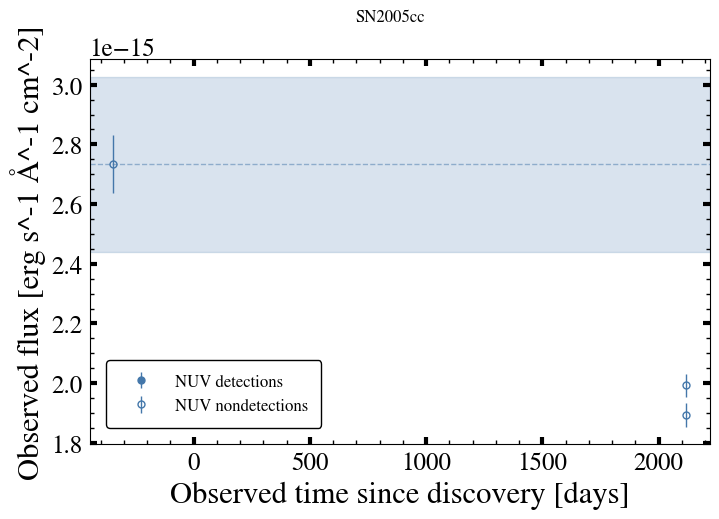 SN2005cc
1e−15
3.0
2.8
2.6
2.4
2.2
2.0
1.8
Observed flux [erg s^-1 Å^-1 cm^-2]
NUV detections
NUV nondetections
0 500 1000 1500 2000
Observed time since discovery [days]